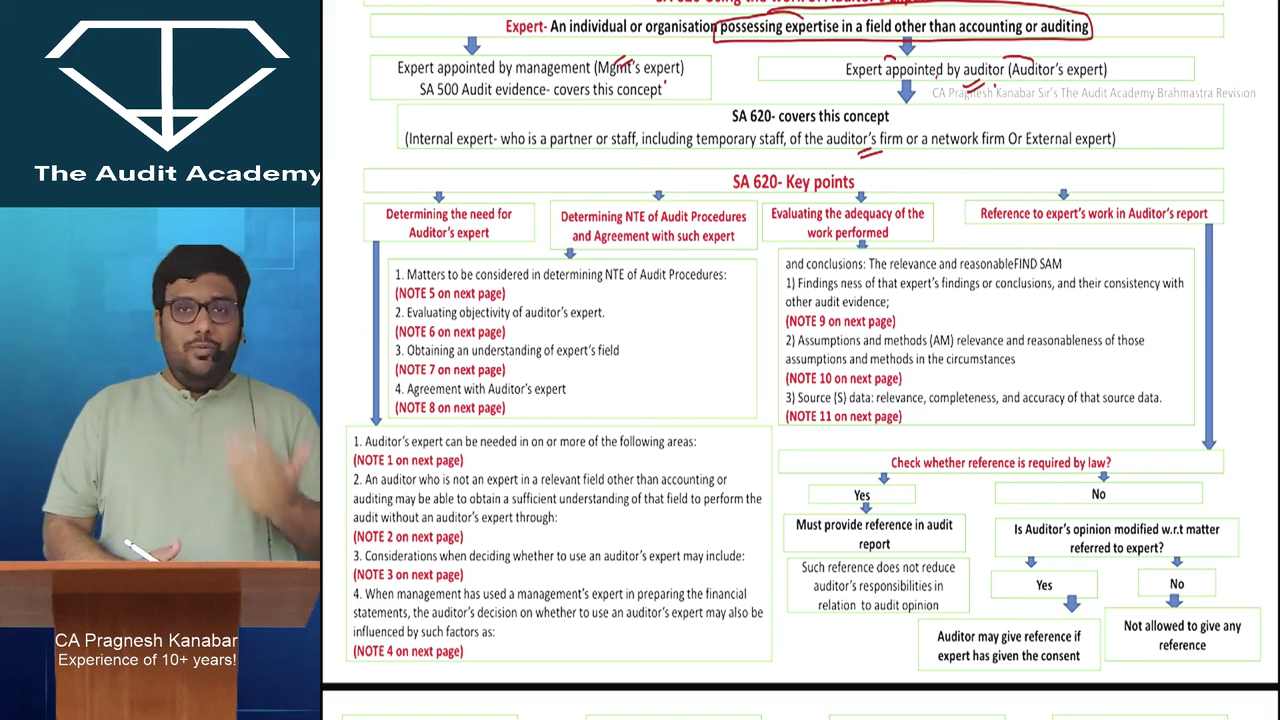 The Audit Academy
CA Pragnesh Kanabar
Experience of 10+ years!
Expert- An individual or organisation possessing expertise in a field other than accounting or auditing
Expert appointed by management (Mgmt's expert)
SA 500 Audit evidence- covers this concept
Expert appointed by auditor (Auditor's expert)
CA Pragnesh Kanabar Sir's The Audit Academy Brahmastra Revision
SA 620- covers this concept
(Internal expert- who is a partner or staff, including temporary staff, of the auditor's firm or a network firm Or External expert)
SA 620- Key points
Determining the need for
Auditor's expert
Determining NTE of Audit Procedures
and Agreement with such expert
Evaluating the adequacy of the
work performed
Reference to expert's work in Auditor's report
1. Matters to be considered in determining NTE of Audit Procedures:
(NOTE 5 on next page)
2. Evaluating objectivity of auditor's expert.
(NOTE 6 on next page)
3. Obtaining an understanding of expert's field
(NOTE 7 on next page)
4. Agreement with Auditor's expert
(NOTE 8 on next page)
and conclusions: The relevance and reasonableFIND SAM
1) Findings ness of that expert's findings or conclusions, and their consistency with
other audit evidence;
(NOTE 9 on next page)
2) Assumptions and methods (AM) relevance and reasonableness of those
assumptions and methods in the circumstances
(NOTE 10 on next page)
3) Source (S) data: relevance, completeness, and accuracy of that source data.
(NOTE 11 on next page)
1. Auditor's expert can be needed in on or more of the following areas:
(NOTE 1 on next page)
2. An auditor who is not an expert in a relevant field other than accounting or
auditing may be able to obtain a sufficient understanding of that field to perform the
audit without an auditor's expert through:
(NOTE 2 on next page)
3. Considerations when deciding whether to use an auditor's expert may include:
(NOTE 3 on next page)
4. When management has used a management's expert in preparing the financial
statements, the auditor's decision on whether to use an auditor's expert may also be
influenced by such factors as:
(NOTE 4 on next page)
Check whether reference is required by law?
Yes
No
Must provide reference in audit
report
Such reference does not reduce
auditor's responsibilities in
relation to audit opinion
Is Auditor's opinion modified w.r.t matter
referred to expert?
Yes
No
Auditor may give reference if
expert has given the consent
Not allowed to give any
reference